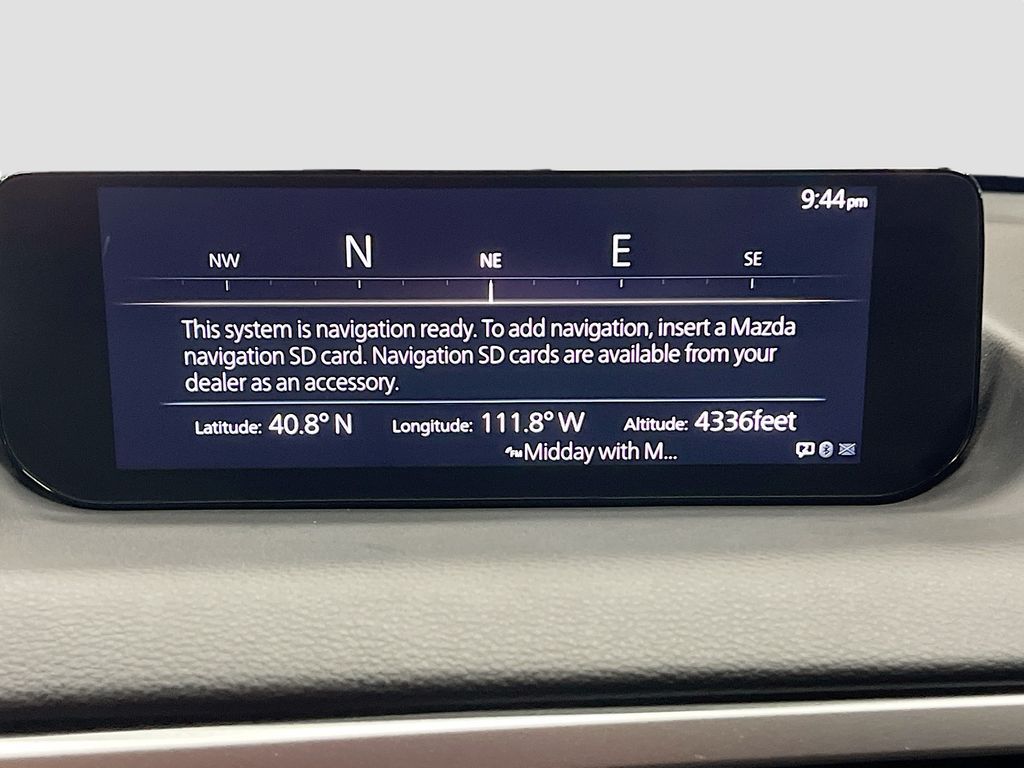 9:44pm
NW N NE E SE
This system is navigation ready. To add navigation, insert a Mazda
navigation SD card. Navigation SD cards are available from your
dealer as an accessory.
Latitude: 40.8° N Longitude: 111.8° W Altitude: 4336feet
FM Midday with M...